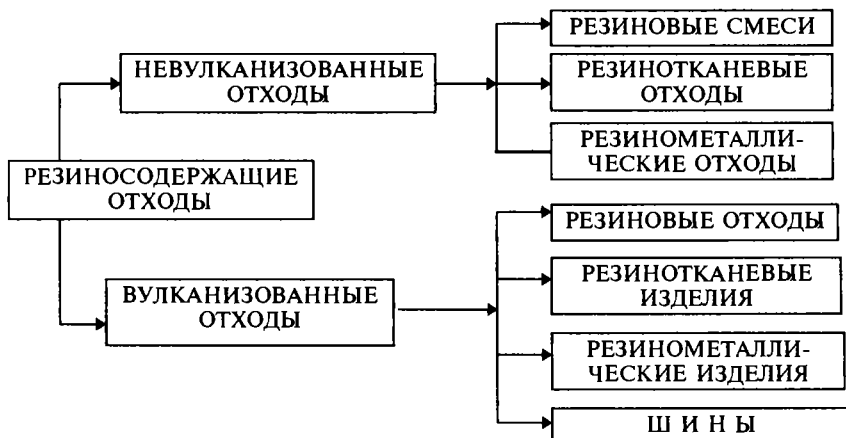 РЕЗИНОВЫЕ СМЕСИ
НЕВУЛКАНИЗОВАННЫЕ
ОТХОДЫ
РЕЗИНОТКАНЕВЫЕ
ОТХОДЫ
РЕЗИНОМЕТАЛЛИ-
ЧЕСКИЕ ОТХОДЫ
РЕЗИНОСОДЕРЖАЩИЕ
ОТХОДЫ
РЕЗИНОВЫЕ ОТХОДЫ
ВУЛКАНИЗОВАННЫЕ
ОТХОДЫ
РЕЗИНОТКАНЕВЫЕ
ИЗДЕЛИЯ
РЕЗИНОМЕТАЛЛИ-
ЧЕСКИЕ ИЗДЕЛИЯ
Ш И Н Ы